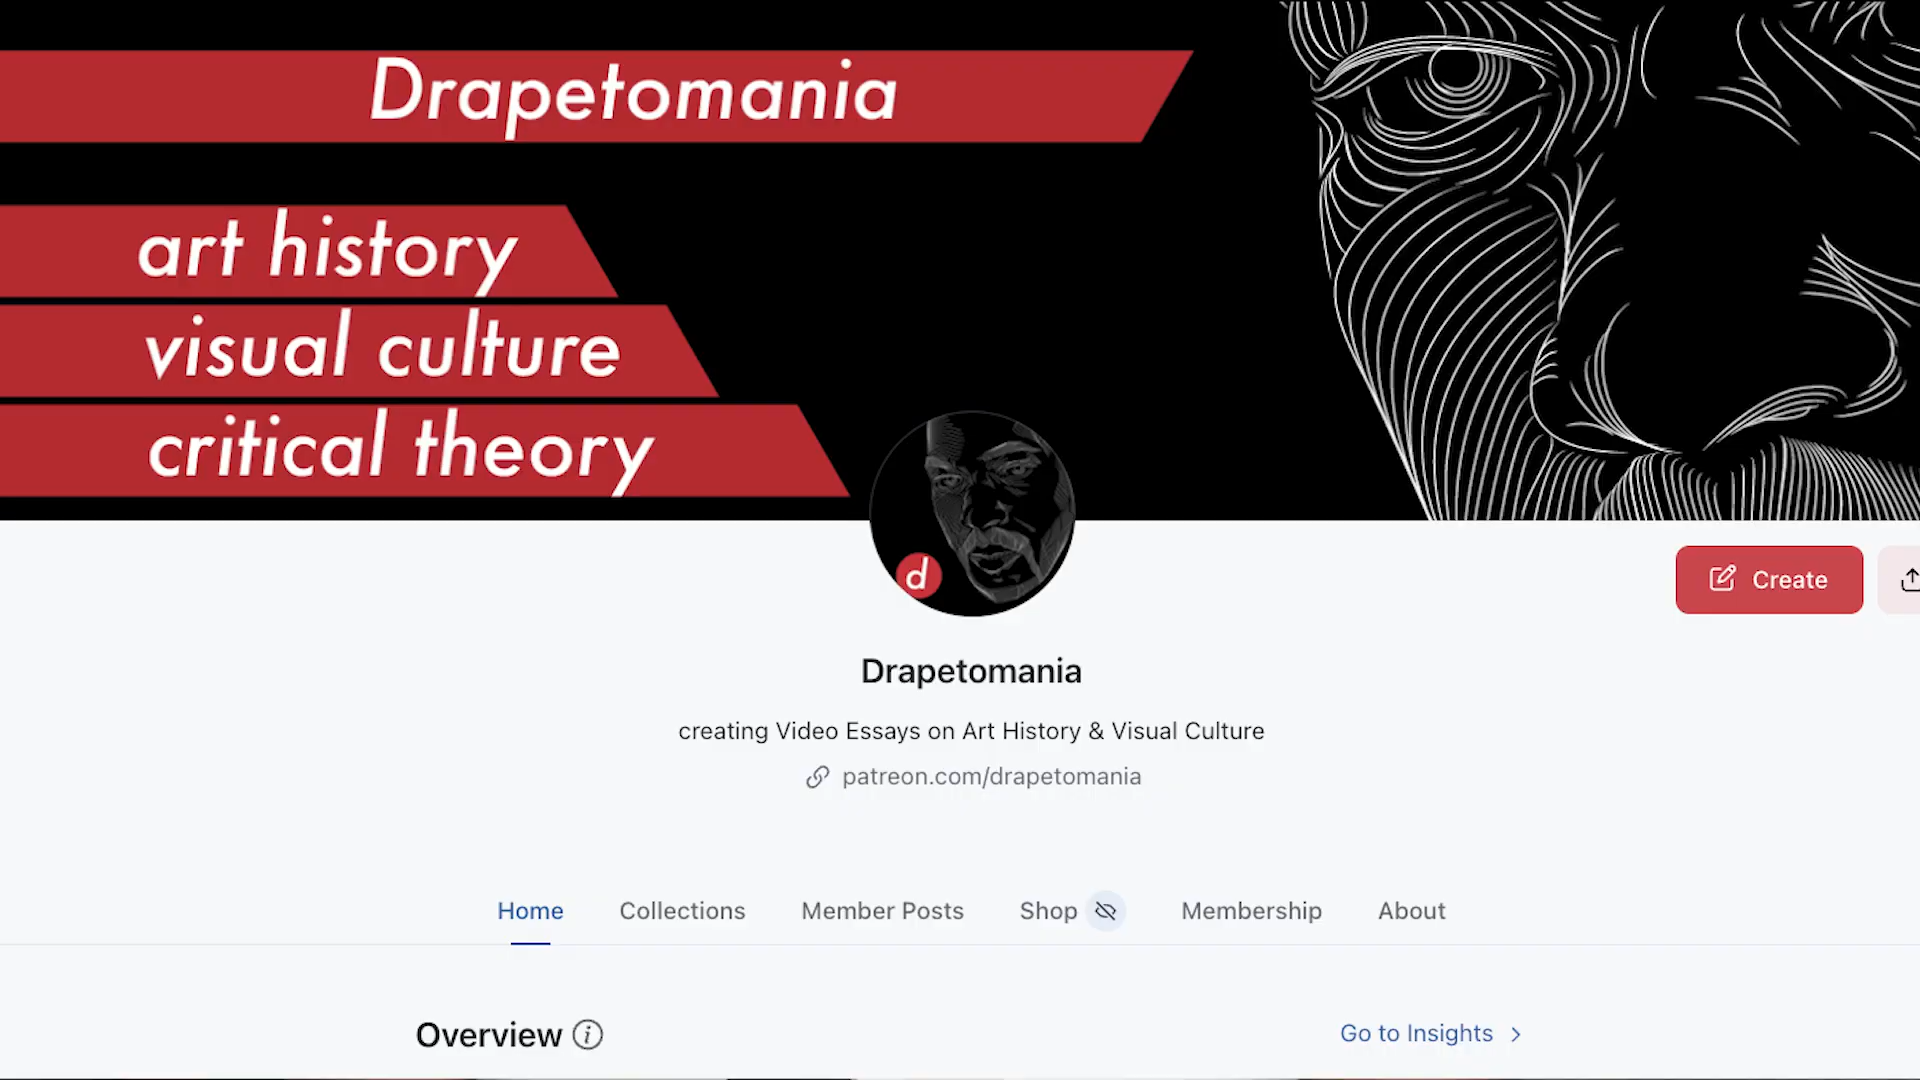 Drapetomania
art history
visual culture
critical theory
d
Create
Drapetomania
creating Video Essays on Art History & Visual Culture
patreon.com/drapetomania
Home Collections Member Posts Shop Membership About
Overview
Go to Insights